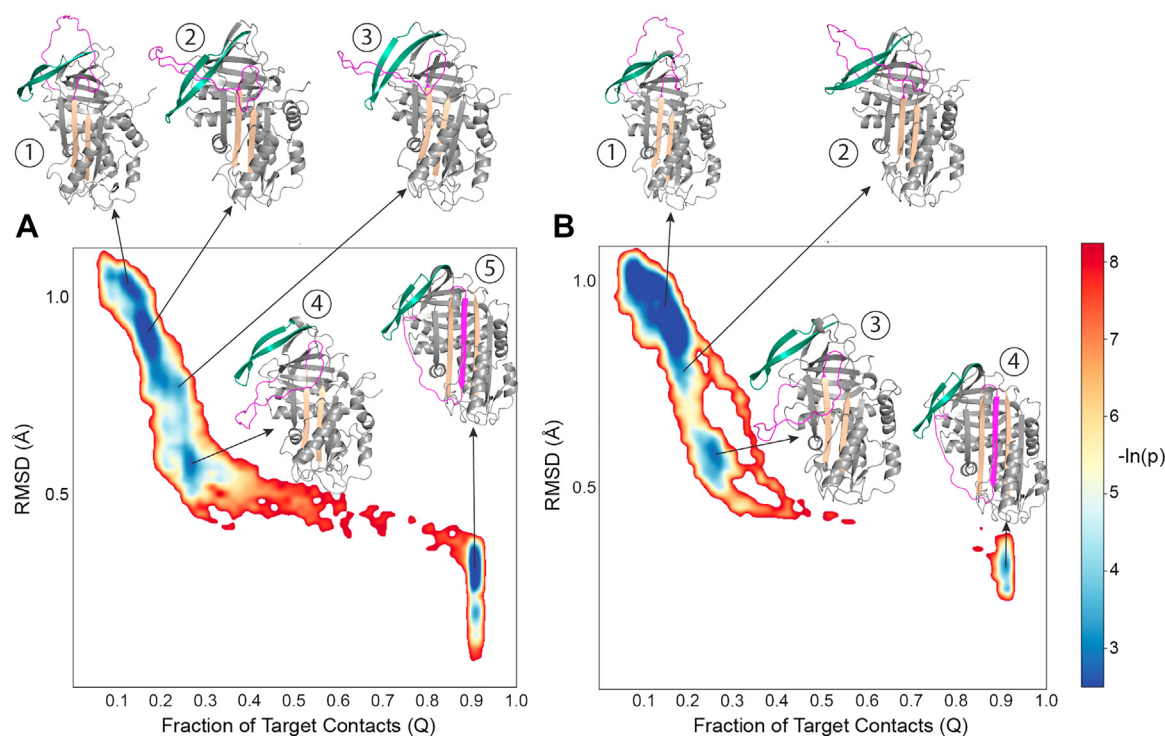 ① ② ③ ① ②
A B
④ ⑤ ③ ④
RMSD (Å)
1.0
0.5
0.1 0.2 0.3 0.4 0.5 0.6 0.7 0.8 0.9 1.0
Fraction of Target Contacts (Q)
RMSD (Å)
1.0
0.5
0.1 0.2 0.3 0.4 0.5 0.6 0.7 0.8 0.9 1.0
Fraction of Target Contacts (Q)
8
7
6
5
4
3
-ln(p)